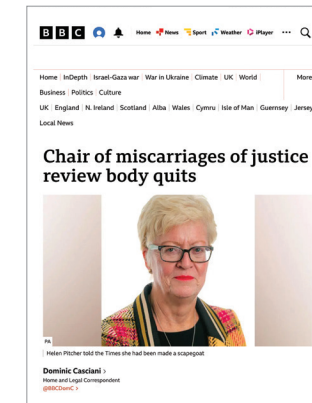 BBC Home News Sport Weather iPlayer ...
Home InDepth Israel-Gaza war War in Ukraine Climate UK World More
Business Politics Culture
UK England N. Ireland Scotland Alba Wales Cymru Isle of Man Guernsey Jersey
Local News
Chair of miscarriages of justice
review body quits
PA
Helen Pitcher told the Times she had been made a scapegoat
Dominic Casciani >
Home and Legal Correspondent
@BBCDomC >